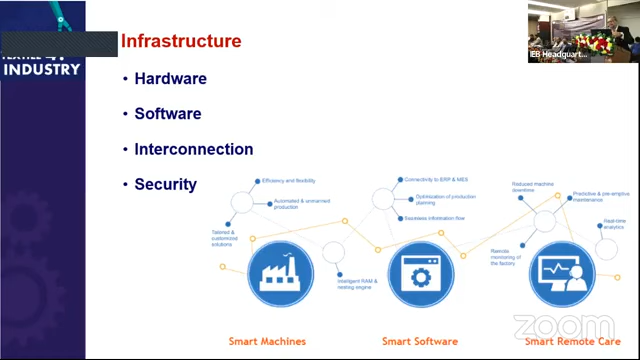 INDUSTRY
Infrastructure
• Hardware
• Software
• Interconnection
• Security
Efficiency and flexibility
Automated & unmanned
production
Tailored &
customized
solutions
Intelligent RAM &
nesting engine
Smart Machines
Connectivity to ERP & MES
Optimization of production
planning
Seamless information flow
Smart Software
Reduced machine
downtime
Predictive & pre-emptive
maintenance
Real-time
analytics
Remote
monitoring of
the factory
Smart Remote Care
IEB Headquart...
zoom